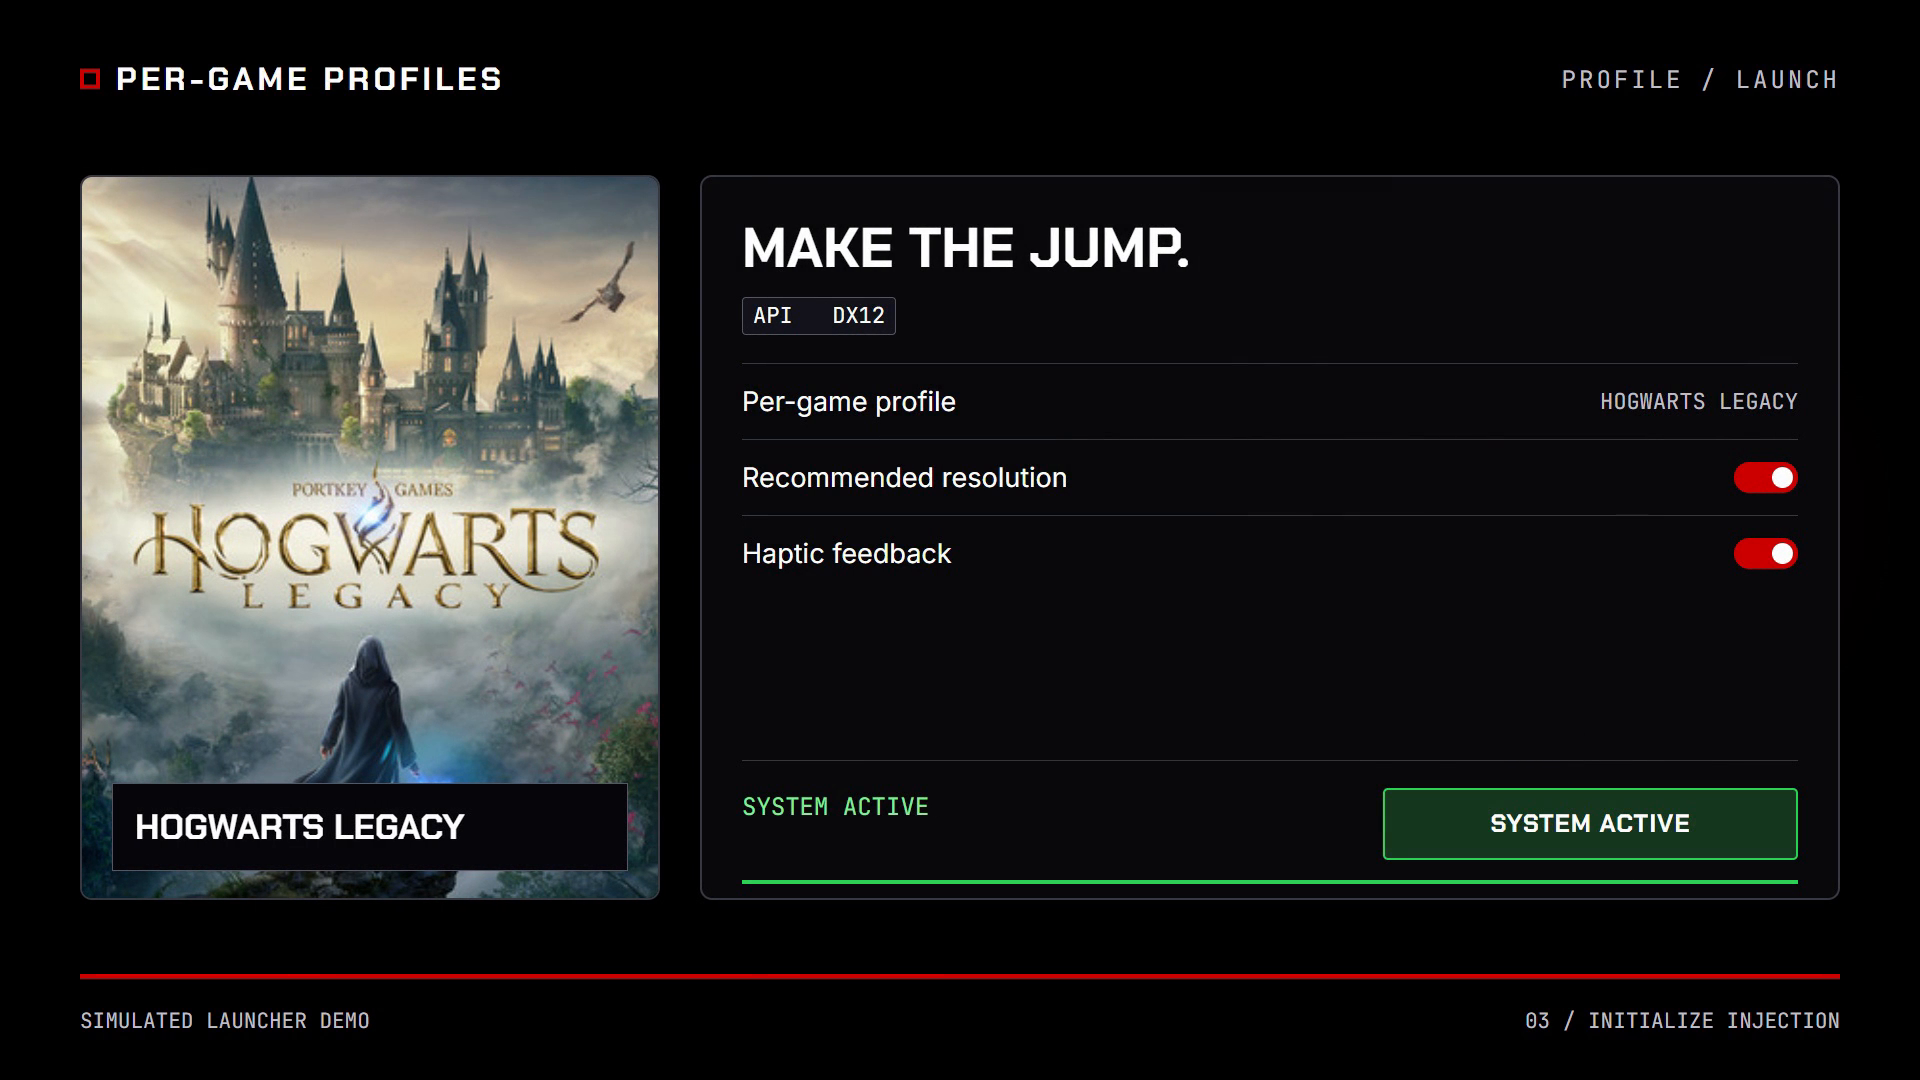 PER-GAME PROFILES
PROFILE / LAUNCH
PORTKEY GAMES
HOGWARTS
LEGACY
HOGWARTS LEGACY
MAKE THE JUMP.
API DX12
Per-game profile
HOGWARTS LEGACY
Recommended resolution
Haptic feedback
SYSTEM ACTIVE
SYSTEM ACTIVE
SIMULATED LAUNCHER DEMO
03 / INITIALIZE INJECTION